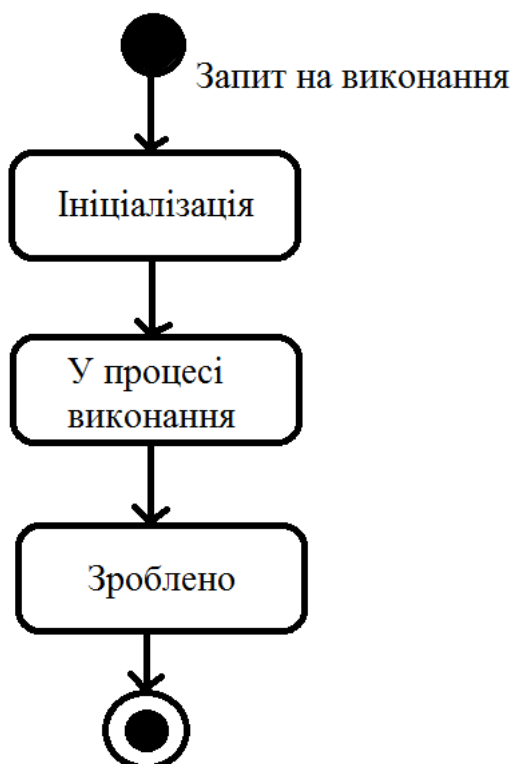 Запит на виконання
Ініціалізація
У процесі
виконання
Зроблено